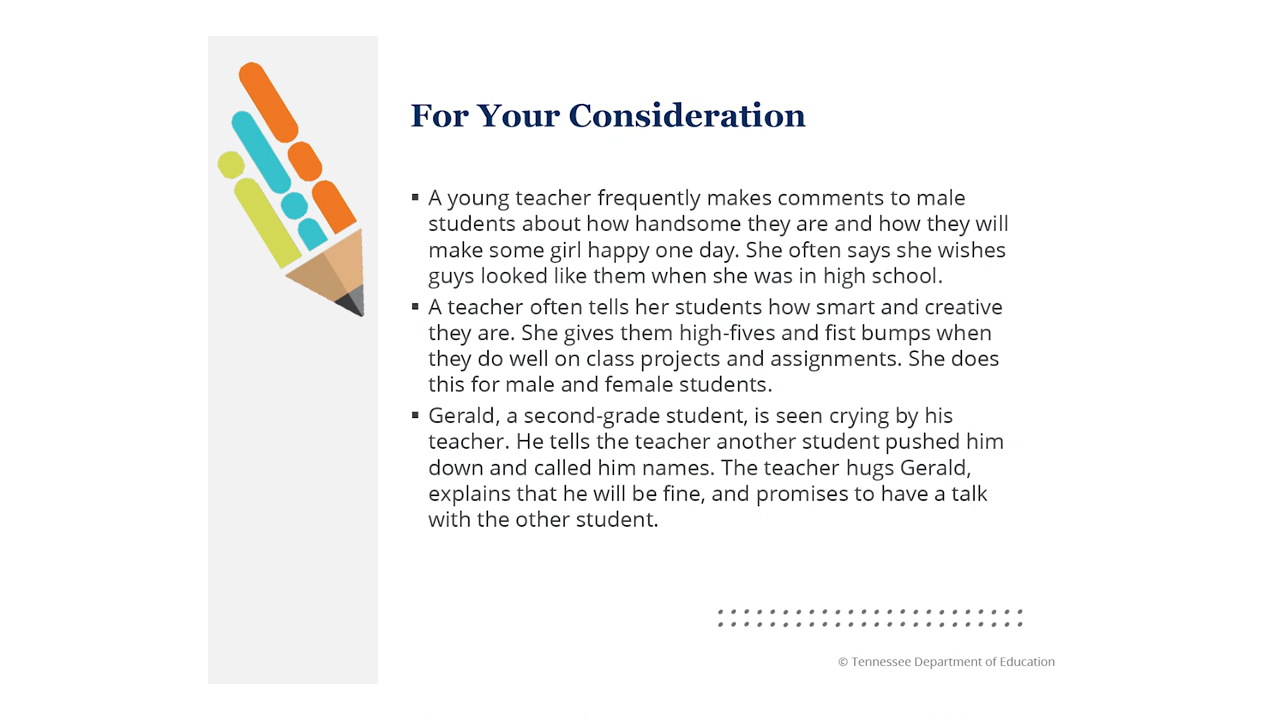 For Your Consideration
▪ A young teacher frequently makes comments to male
students about how handsome they are and how they will
make some girl happy one day. She often says she wishes
guys looked like them when she was in high school.
▪ A teacher often tells her students how smart and creative
they are. She gives them high-fives and fist bumps when
they do well on class projects and assignments. She does
this for male and female students.
▪ Gerald, a second-grade student, is seen crying by his
teacher. He tells the teacher another student pushed him
down and called him names. The teacher hugs Gerald,
explains that he will be fine, and promises to have a talk
with the other student.
© Tennessee Department of Education